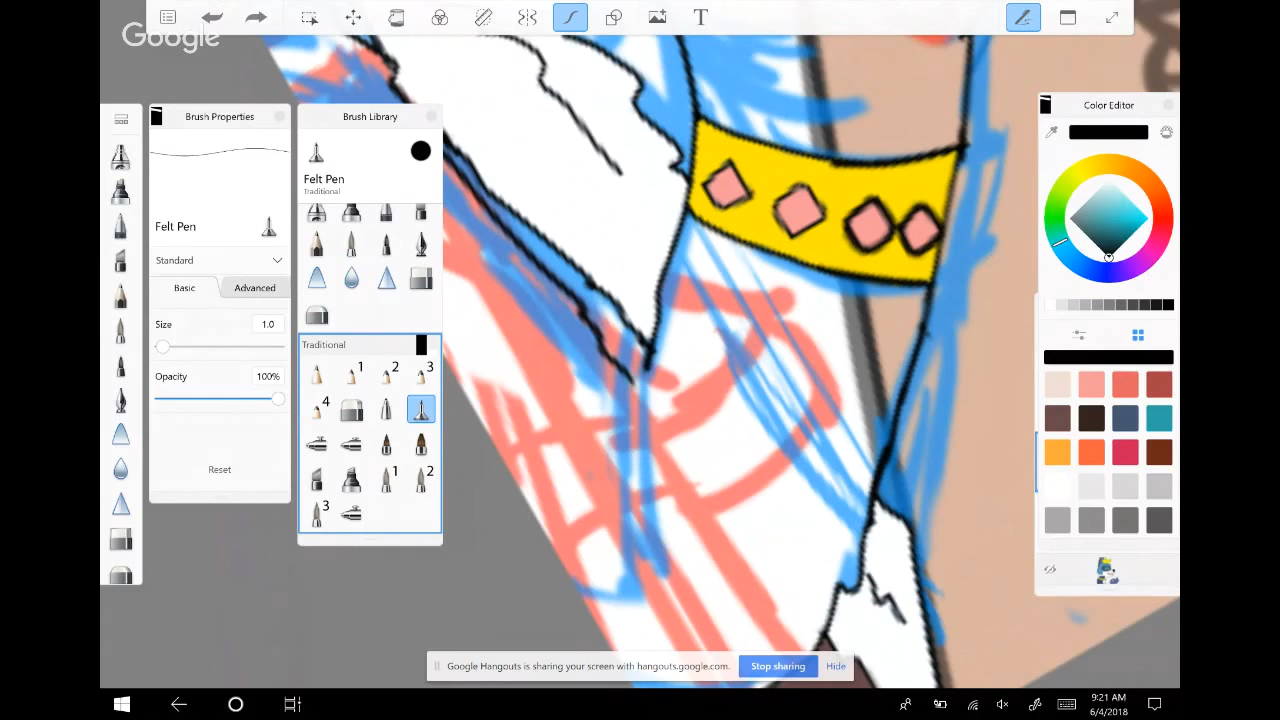 Google
T
Brush Properties
Felt Pen
Standard
Basic
Advanced
Size
1.0
Opacity
100%
Reset
Brush Library
Felt Pen
Traditional
Traditional
1
2
3
4
1
2
3
Color Editor
Google Hangouts is sharing your screen with hangouts.google.com.
Stop sharing
Hide
9:21 AM
6/4/2018